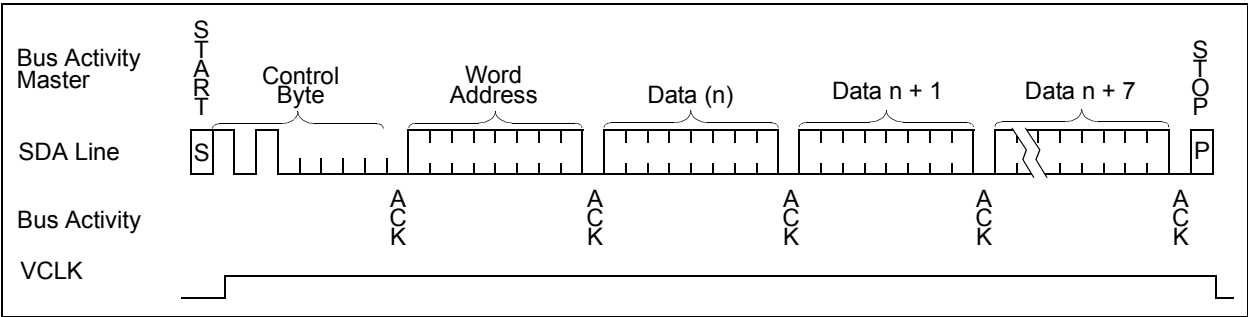 Bus Activity
Master
START
Control
Byte
Word
Address
Data (n)
Data n + 1
Data n + 7
STOP
SDA Line
S
P
Bus Activity
ACK
ACK
ACK
ACK
ACK
VCLK